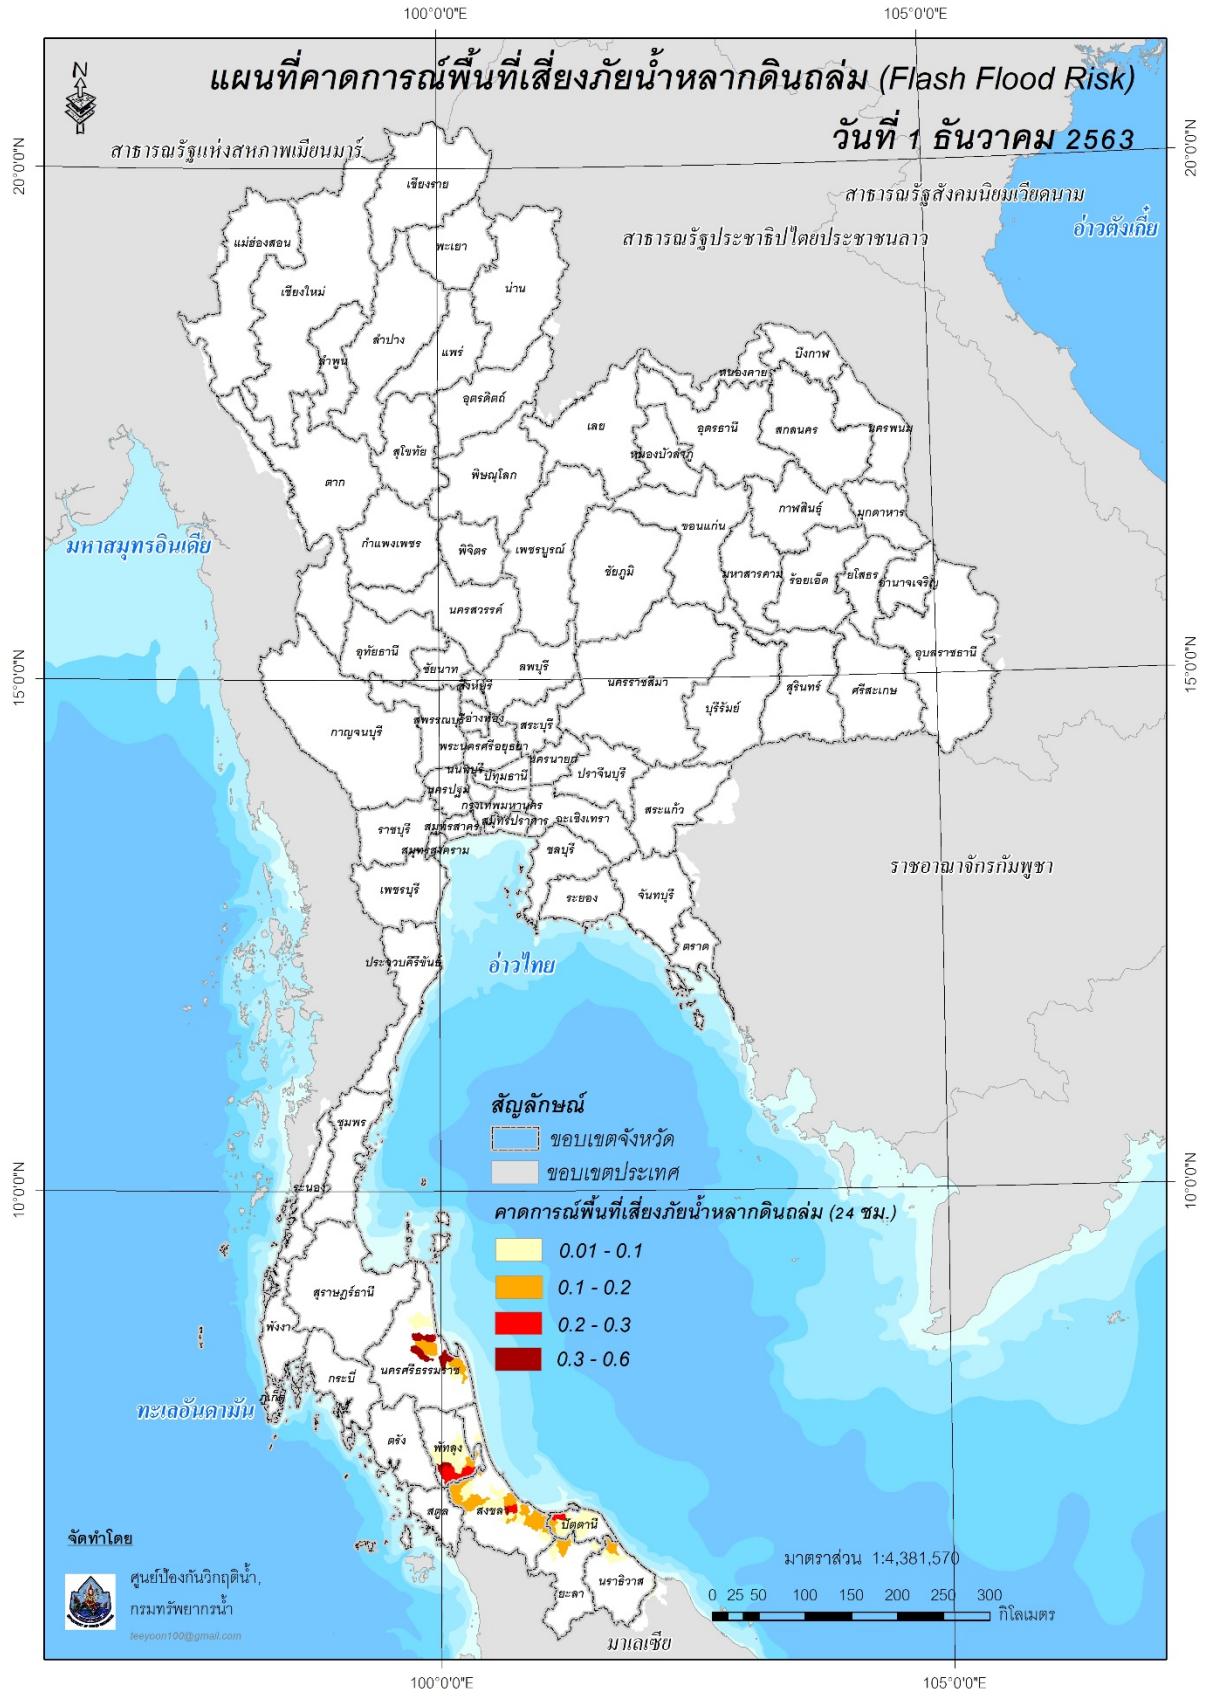 100°0'0"E
105°0'0"E
N
แผนที่คาดการณ์พื้นที่เสี่ยงภัยน้ำหลากดินถล่ม (Flash Flood Risk)
วันที่ 1 ธันวาคม 2563
20°0'0"N
20°0'0"N
สาธารณรัฐแห่งสหภาพเมียนมาร์
เชียงราย
สาธารณรัฐสังคมนิยมเวียดนาม
อ่าวตังเกี๋ย
สาธารณรัฐประชาธิปไตยประชาชนลาว
แม่ฮ่องสอน
พะเยา
เชียงใหม่
น่าน
ลำปาง
แพร่
ลำพูน
บึงกาฬ
หนองคาย
อุตรดิตถ์
เลย
อุดรธานี
สกลนคร
นครพนม
สุโขทัย
หนองบัวลำภู
พิษณุโลก
ตาก
กาฬสินธุ์
มุกดาหาร
ขอนแก่น
มหาสมุทรอินเดีย
กำแพงเพชร
พิจิตร
เพชรบูรณ์
ชัยภูมิ
มหาสารคาม
ร้อยเอ็ด
ยโสธร
อำนาจเจริญ
นครสวรรค์
อุทัยธานี
ชัยนาท
ลพบุรี
อุบลราชธานี
15°0'0"N
15°0'0"N
สิงห์บุรี
นครราชสีมา
สุรินทร์
ศรีสะเกษ
บุรีรัมย์
สุพรรณบุรี
อ่างทอง
สระบุรี
กาญจนบุรี
พระนครศรีอยุธยา
นครนายก
นนทบุรี
ปทุมธานี
ปราจีนบุรี
นครปฐม
กรุงเทพมหานคร
สระแก้ว
ราชบุรี
สมุทรสาคร
สมุทรปราการ
ฉะเชิงเทรา
สมุทรสงคราม
ชลบุรี
ราชอาณาจักรกัมพูชา
เพชรบุรี
ระยอง
จันทบุรี
ตราด
ประจวบคีรีขันธ์
อ่าวไทย
สัญลักษณ์
ชุมพร
ขอบเขตจังหวัด
ขอบเขตประเทศ
10°0'0"N
10°0'0"N
ระนอง
คาดการณ์พื้นที่เสี่ยงภัยน้ำหลากดินถล่ม (24 ชม.)
0.01 - 0.1
0.1 - 0.2
0.2 - 0.3
0.3 - 0.6
สุราษฎร์ธานี
พังงา
นครศรีธรรมราช
กระบี่
ภูเก็ต
ทะเลอันดามัน
ตรัง
พัทลุง
สตูล
สงขลา
ปัตตานี
จัดทำโดย
ศูนย์ป้องกันวิกฤติน้ำ,
กรมทรัพยากรน้ำ
teeyoon100@gmail.com
ยะลา
นราธิวาส
มาตราส่วน 1:4,381,570
0 25 50 100 150 200 250 300
กิโลเมตร
มาเลเซีย
100°0'0"E
105°0'0"E